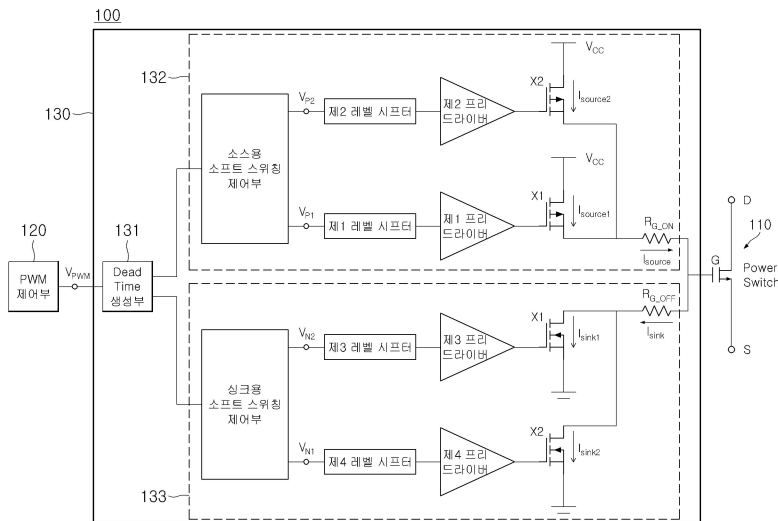 100
130
132
V_CC
X2
I_source2
V_P2
제2 레벨 시프터
제2 프리
드라이버
소스용
소프트 스위칭
제어부
V_CC
X1
I_source1
V_P1
제1 레벨 시프터
제1 프리
드라이버
R_G_ON
I_source
D
110
G
Power
Switch
S
120
PWM
제어부
V_PWM
131
Dead
Time
생성부
R_G_OFF
I_sink
X1
I_sink1
V_N2
제3 레벨 시프터
제3 프리
드라이버
싱크용
소프트 스위칭
제어부
X2
I_sink2
V_N1
제4 레벨 시프터
제4 프리
드라이버
133